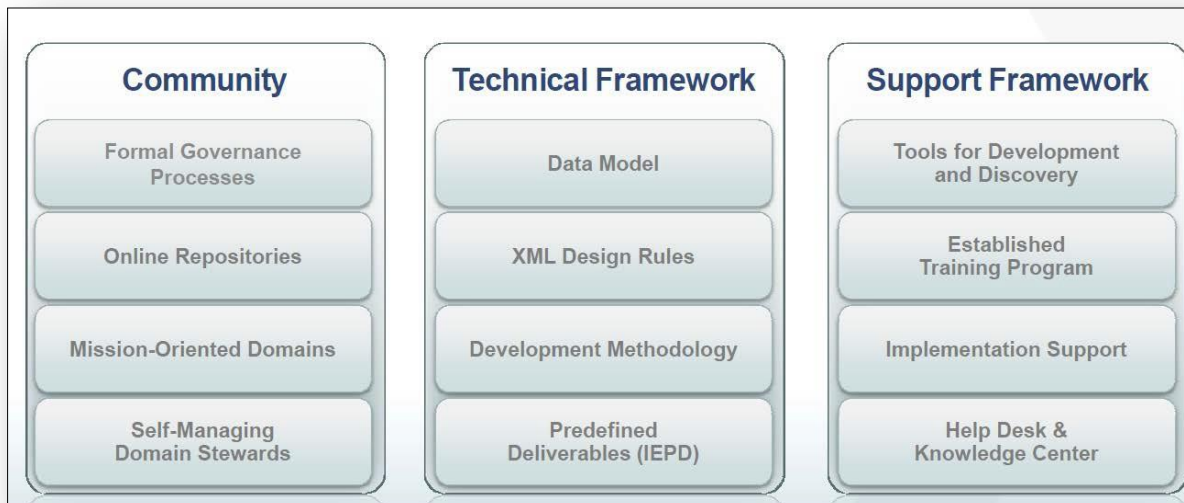 Community
Formal Governance
Processes
Online Repositories
Mission-Oriented Domains
Self-Managing
Domain Stewards
Technical Framework
Data Model
XML Design Rules
Development Methodology
Predefined
Deliverables (IEPD)
Support Framework
Tools for Development
and Discovery
Established
Training Program
Implementation Support
Help Desk &
Knowledge Center